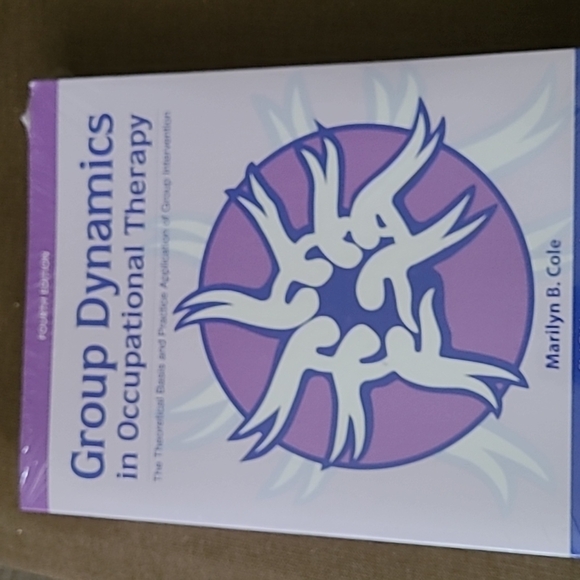 FOURTH EDITION
Group Dynamics
in Occupational Therapy
The Theoretical Basis and Practice Application of Group Intervention
Marilyn B. Cole